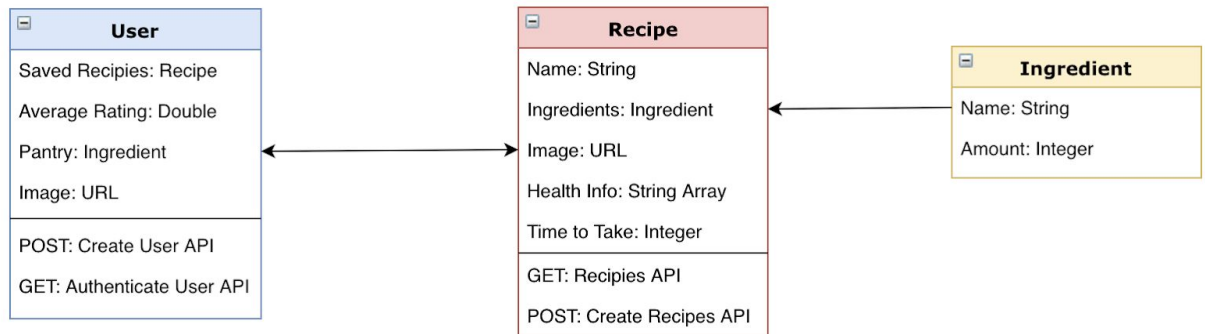 User
Saved Recipies: Recipe
Average Rating: Double
Pantry: Ingredient
Image: URL
POST: Create User API
GET: Authenticate User API
Recipe
Name: String
Ingredients: Ingredient
Image: URL
Health Info: String Array
Time to Take: Integer
GET: Recipies API
POST: Create Recipes API
Ingredient
Name: String
Amount: Integer